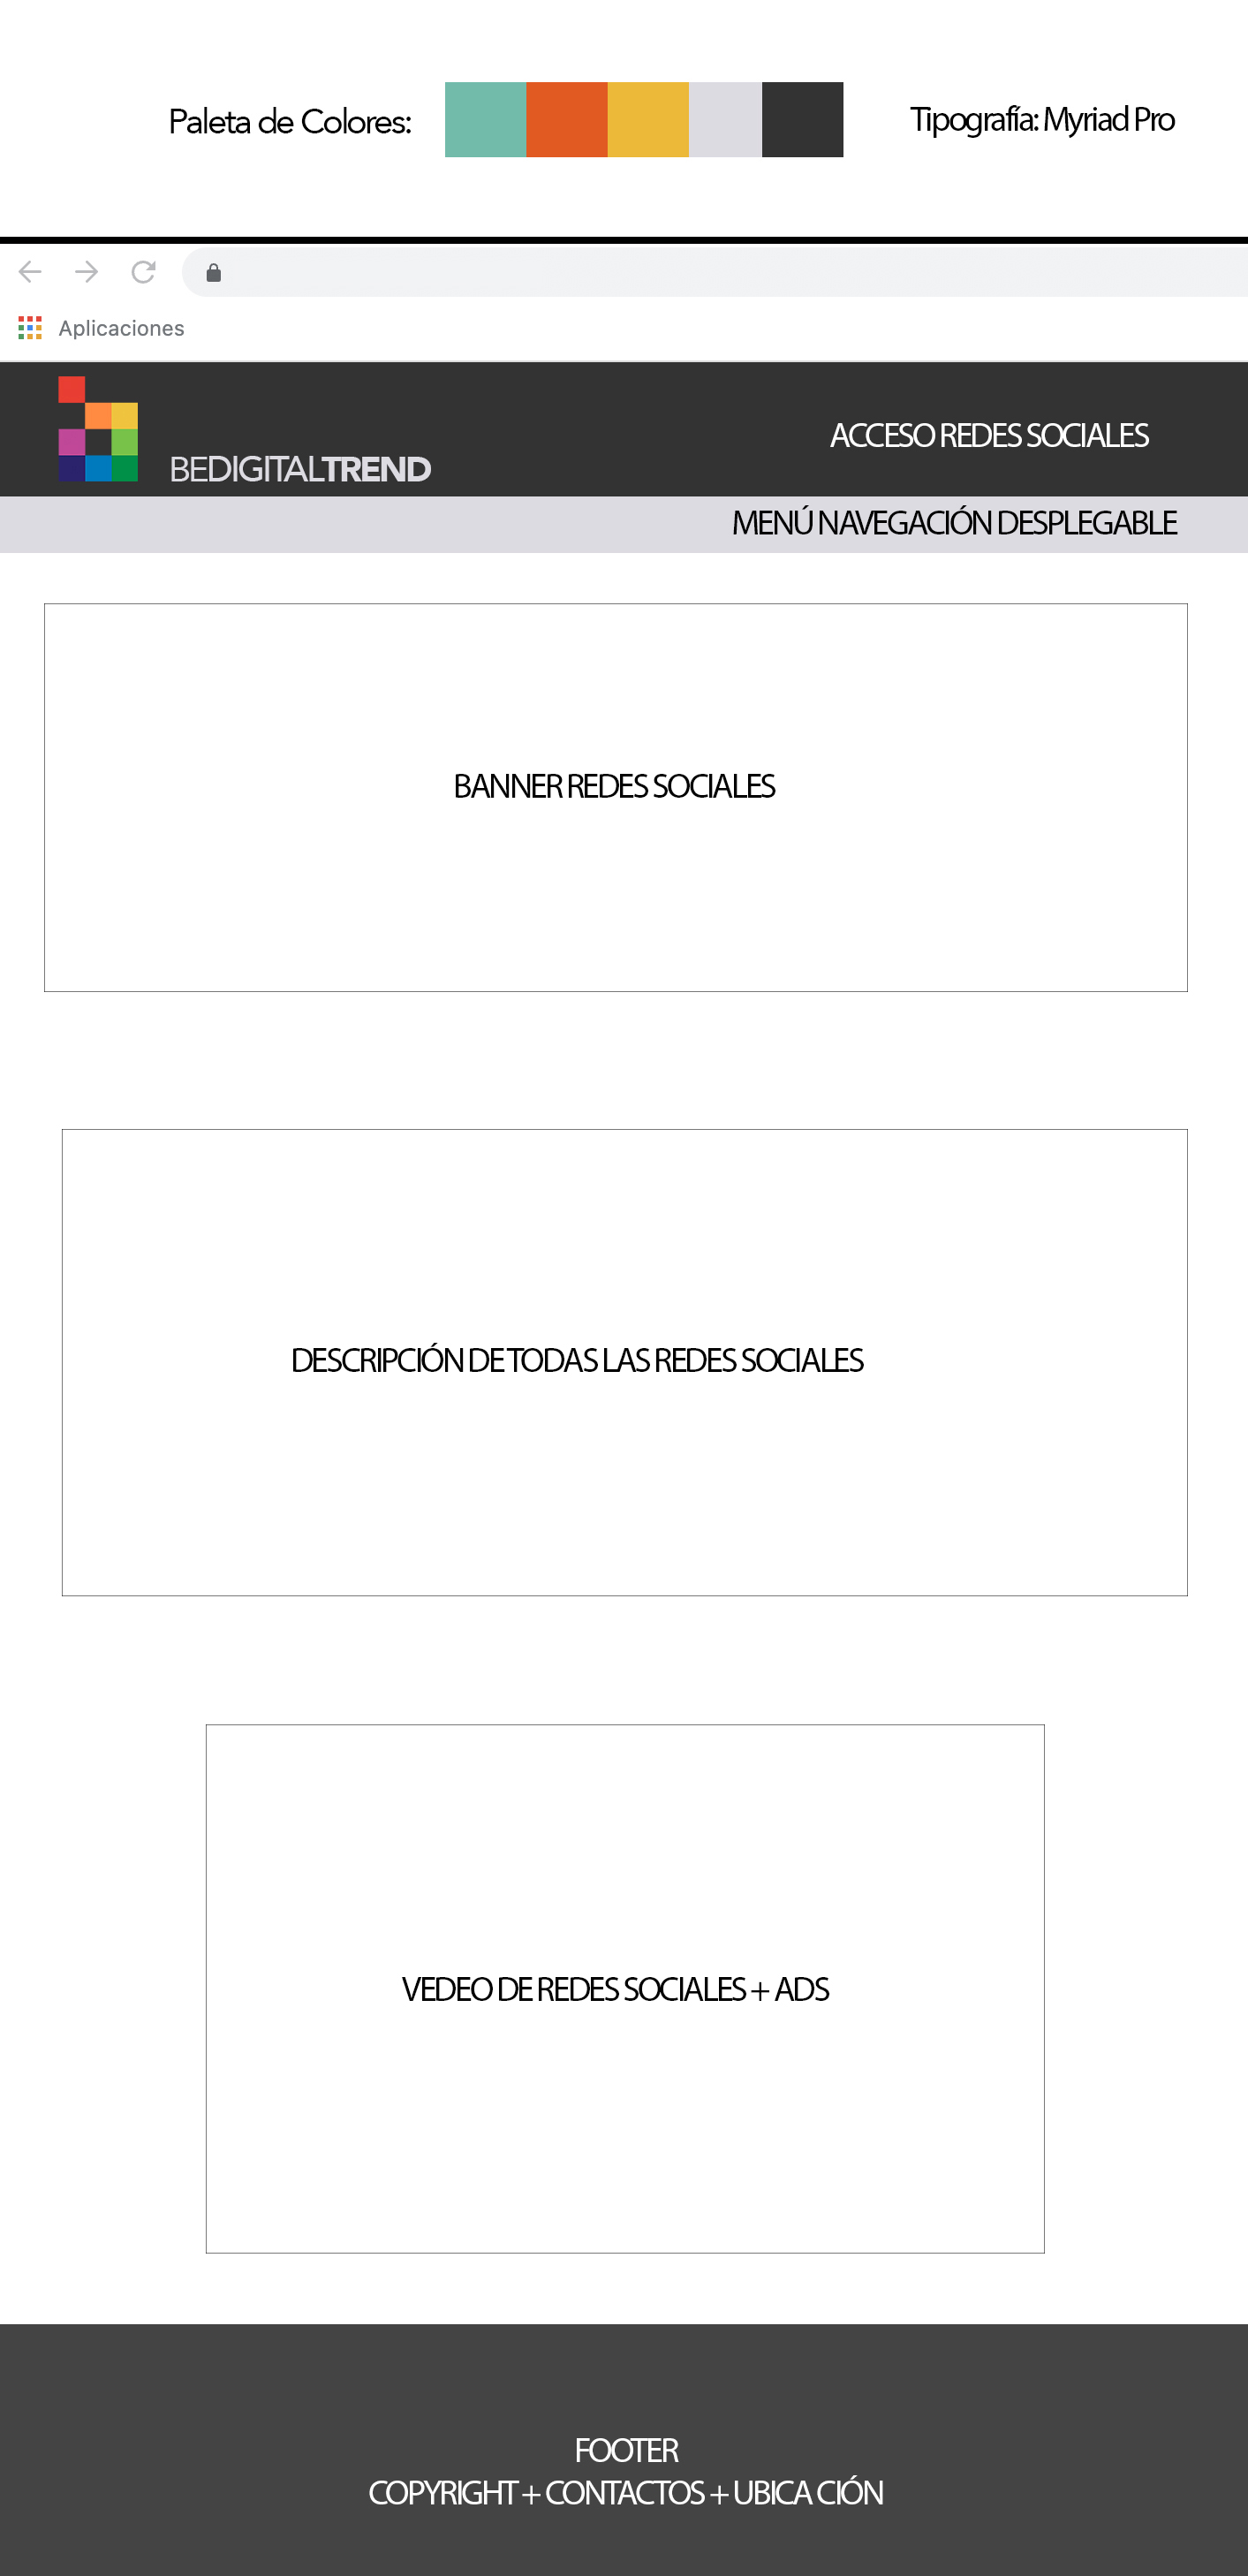 Paleta de Colores:
Tipografía: Myriad Pro
Aplicaciones
ACCESO REDES SOCIALES
BEDIGITALTREND
MENÚ NAVEGACIÓN DESPLEGABLE
BANNER REDES SOCIALES
DESCRIPCIÓN DE TODAS LAS REDES SOCIALES
VEDEO DE REDES SOCIALES + ADS
FOOTER
COPYRIGHT + CONTACTOS + UBICA CIÓN